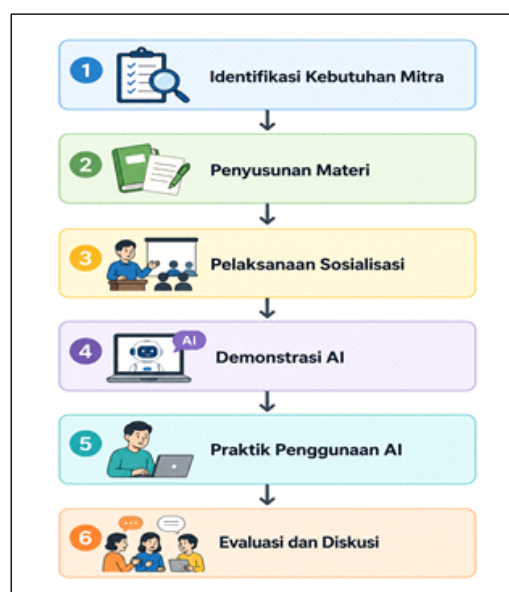 1 Identifikasi Kebutuhan Mitra
2 Penyusunan Materi
3 Pelaksanaan Sosialisasi
4 AI Demonstrasi AI
5 Praktik Penggunaan AI
6 Evaluasi dan Diskusi